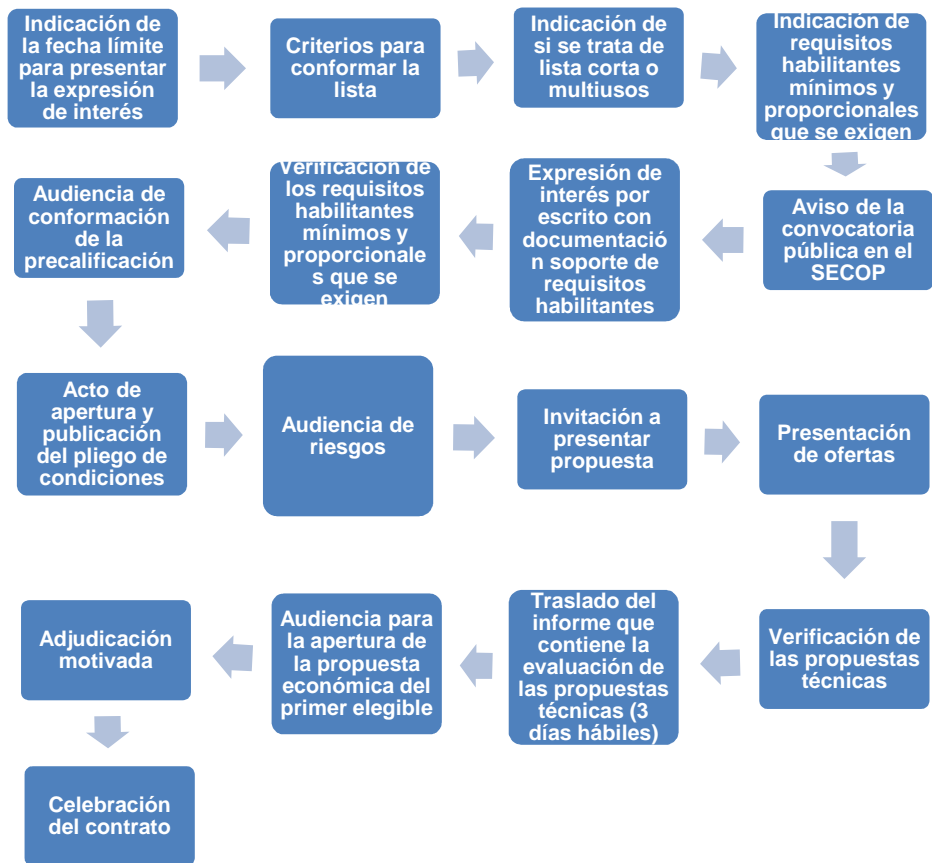 Indicación de
la fecha límite
para presentar
la expresión
de interés
Criterios para
conformar la
lista
Indicación de
si se trata de
lista corta o
multiusos
Indicación de
requisitos
habilitantes
mínimos y
proporcionales
que se exigen
Aviso de la
convocatoria
pública en el
SECOP
Expresión de
interés por
escrito con
documentació
n soporte de
requisitos
habilitantes
Verificación de
los requisitos
habilitantes
mínimos y
proporcionale
s que se
exigen
Audiencia de
conformación
de la
precalificación
Acto de
apertura y
publicación
del pliego de
condiciones
Audiencia de
riesgos
Invitación a
presentar
propuesta
Presentación
de ofertas
Verificación de
las propuestas
técnicas
Traslado del
informe que
contiene la
evaluación de
las propuestas
técnicas (3
días hábiles)
Audiencia para
la apertura de
la propuesta
económica del
primer elegible
Adjudicación
motivada
Celebración
del contrato